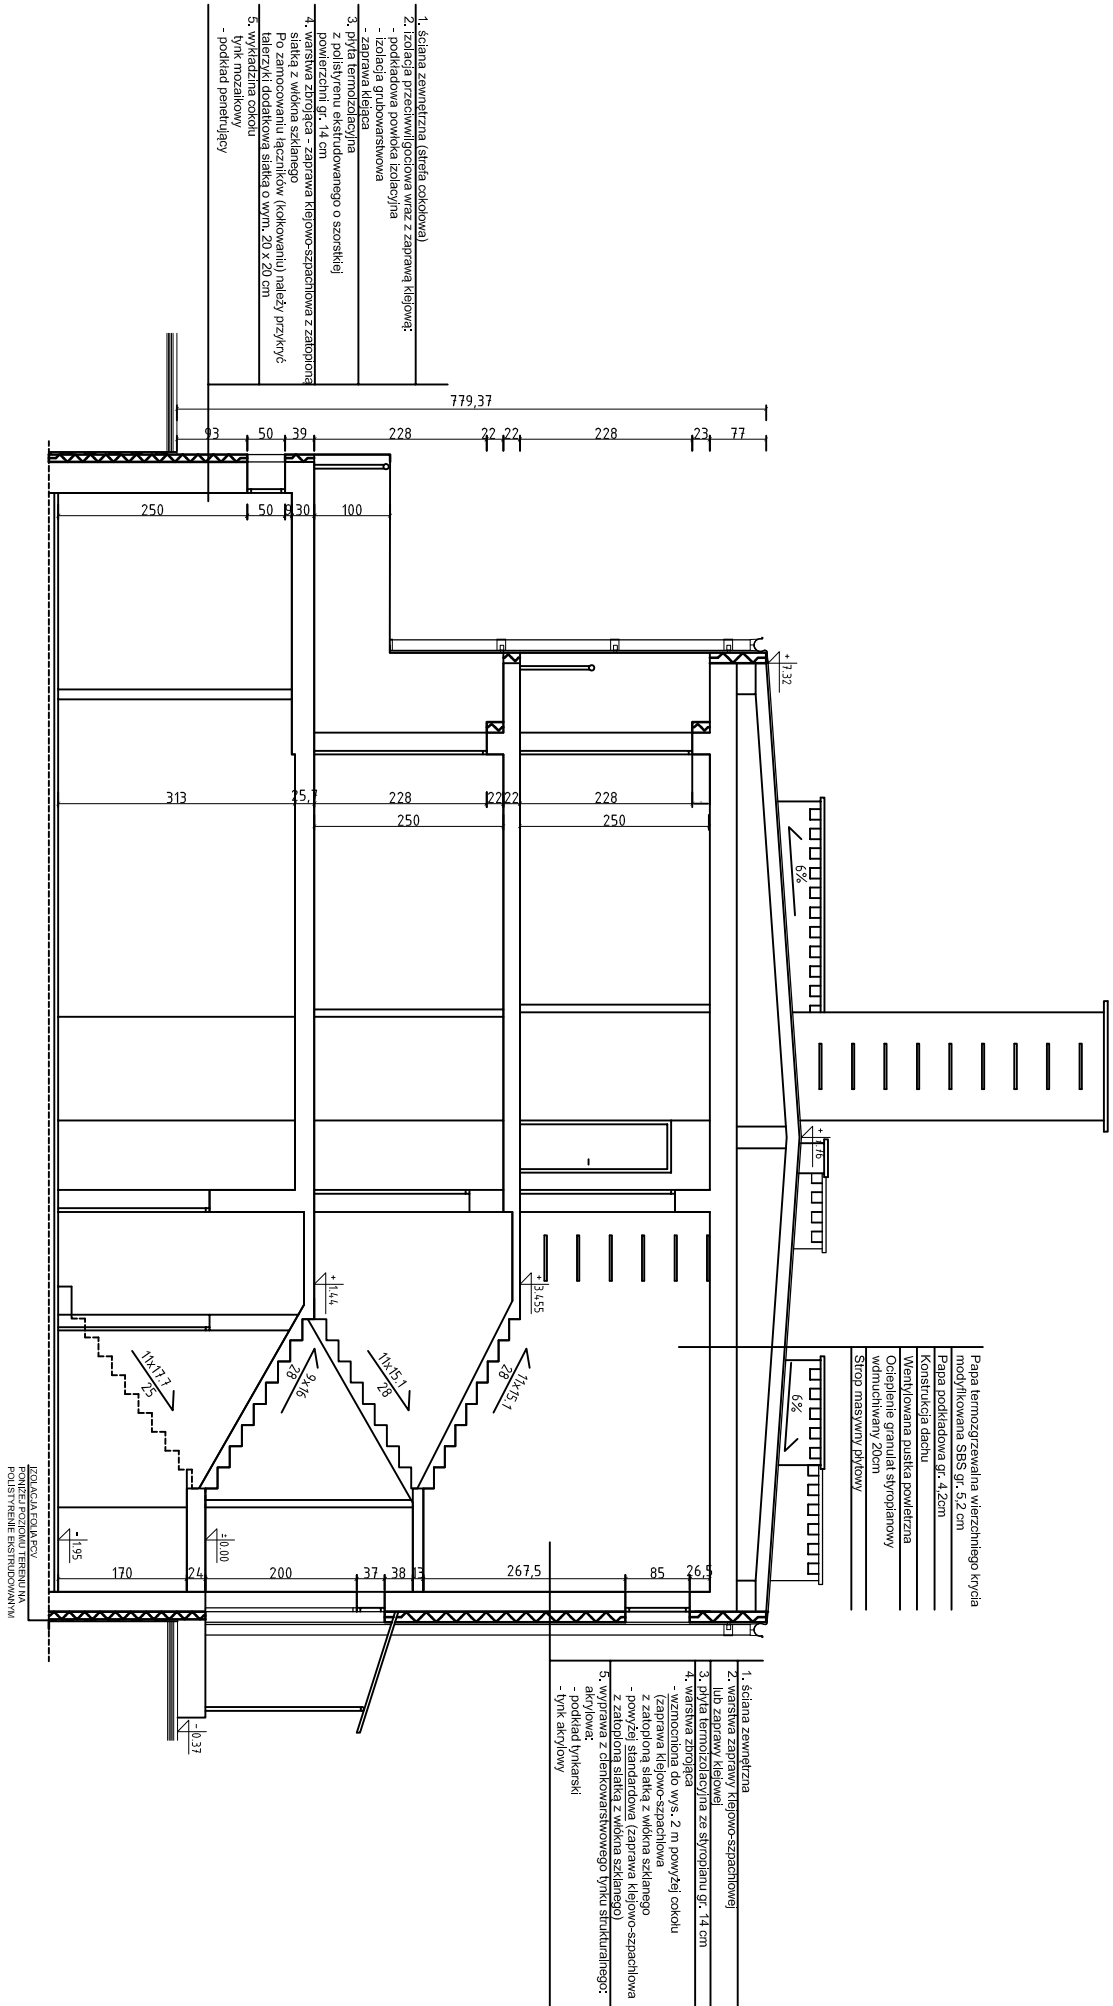 1. ściana zewnętrzna (strefa cokołowa)
2. izolacja przeciwwilgociowa wraz z zaprawą klejową:
- podkładowa powłoka izolacyjna
- izolacja grubowarstwowa
- zaprawa klejąca
3. płyta termoizolacyjna
z polistyrenu ekstrudowanego o szorstkiej
powierzchni gr. 14 cm
4. warstwa zbrojąca - zaprawa klejowo-szpachlowa z zatopioną
siatką z włókna szklanego
Po zamocowaniu łączników (kołkowaniu) należy przykryć
talerzyki dodatkową siatką o wym. 20 x 20 cm
5. wykładzina cokołu
tynk mozaikowy
- podkład penetrujący
779,37
93
50
39
228
22
22
228
23
77
250
50
9,30
100
+
7.32
313
25,7
228
22
22
228
250
250
6%
+
7.76
+
1.44
+
3.455
11x17.7
25
9x16
28
11x15.1
28
11x15.1
28
6%
Papa termozgrzewalna wierzchniego krycia
modyfikowana SBS gr. 5,2 cm
Papa podkładowa gr. 4,2cm
Konstrukcja dachu
Wentylowana pustka powietrzna
Ocieplenie granulat styropianowy
wdmuchiwany 20cm
Strop masywny płytowy
-
1.95
±
0.00
170
24
200
37
38
13
267,5
85
26,5
IZOLACJA FOLIA PCV
PONIŻEJ POZIOMU TERENU NA
POLISTYRENIE EKSTRUDOWANYM
-
0.37
1. ściana zewnętrzna
2. warstwa zaprawy klejowo-szpachlowej
lub zaprawy klejowej
3. płyta termoizolacyjna ze styropianu gr. 14 cm
4. warstwa zbrojąca
- wzmocniona do wys. 2 m powyżej cokołu
(zaprawa klejowo-szpachlowa
z zatopioną siatką z włókna szklanego
- powyżej standardowa (zaprawa klejowo-szpachlowa
z zatopioną siatką z włókna szklanego)
5. wyprawa z cienkowarstwowego tynku strukturalnego:
akrylowa:
- podkład tynkarski
- tynk akrylowy